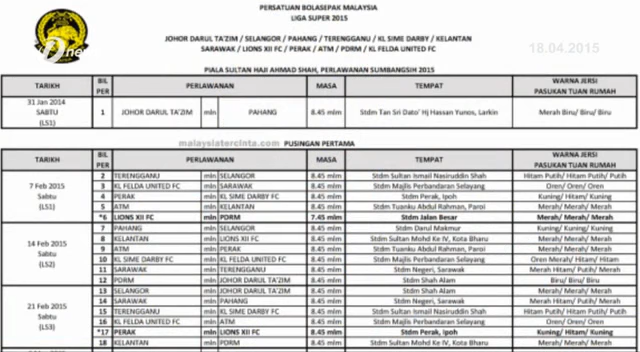 PERSATUAN BOLASEPAK MALAYSIA
LIGA SUPER 2015
JOHOR DARUL TA'ZIM / SELANGOR / PAHANG / TERENGGANU / KL SIME DARBY / KELANTAN
SARAWAK / LIONS XII FC / PERAK / ATM / PDRM / KL FELDA UNITED FC
18.04.2015
PIALA SULTAN HAJI AHMAD SHAH, PERLAWANAN SUMBANGSIH 2015
TARIKH BIL PER PERLAWANAN MASA TEMPAT WARNA JERSI PASUKAN TUAN RUMAH
31 Jan 2014 SABTU (LS1) 1 JOHOR DARUL TA'ZIM mln PAHANG 8.45 mlm Stdm Tan Sri Dato' Hj Hassan Yunos, Larkin Merah Biru/ Biru/ Biru
malaysiatercinta.com PUSINGAN PERTAMA
TARIKH BIL PER PERLAWANAN MASA TEMPAT WARNA JERSI PASUKAN TUAN RUMAH
7 Feb 2015 Sabtu (LS1)
2 TERENGGANU mln SELANGOR 8.45 mlm Stdm Sultan Ismail Nasiruddin Shah Hitam Putih/ Hitam Putih/ Putih
3 KL FELDA UNITED FC mln SARAWAK 8.45 mlm Stdm Majlis Perbandaran Selayang Oren/ Oren/ Oren
4 PERAK mln KL SIME DARBY FC 8.45 mlm Stdm Perak, Ipoh Kuning/ Hitam/ Kuning
5 ATM mln KELANTAN 8.45 mlm Stdm Tuanku Abdul Rahman, Paroi Merah/ Merah/ Merah
*6 LIONS XII FC mln PDRM 7.45 mlm Stdm Jalan Besar Merah/ Merah/ Merah
14 Feb 2015 Sabtu (LS2)
7 PAHANG mln SELANGOR 8.45 mlm Stdm Darul Makmur Kuning/ Hitam/ Kuning
8 KELANTAN mln LIONS XII FC 8.45 mlm Stdm Sultan Mohd Ke IV, Kota Bharu Merah/ Merah/ Merah
9 ATM mln PERAK 8.45 mlm Stdm Tuanku Abdul Rahman, Paroi Merah/ Merah/ Merah
10 KL SIME DARBY FC mln KL FELDA UNITED FC 8.45 mlm Stdm Majlis Perbandaran Selayang Oren Merah/ Hitam/ Hitam
11 SARAWAK mln TERENGGANU 8.45 mlm Stdm Negeri, Sarawak Merah Hitam/ Putih/ Merah
12 PDRM mln JOHOR DARUL TA'ZIM 8.45 mlm Stdm Shah Alam Biru/ Biru/ Biru
21 Feb 2015 Sabtu (LS3)
13 SELANGOR mln JOHOR DARUL TA'ZIM 8.45 mlm Stdm Shah Alam Merah/ Merah/ Merah
14 SARAWAK mln PAHANG 8.45 mlm Stdm Negeri, Sarawak Merah/ Merah/ Merah
15 TERENGGANU mln KL SIME DARBY FC 8.45 mlm Stdm Sultan Ismail Nasiruddin Shah Hitam Putih/ Hitam/ Putih
16 KL FELDA UNITED FC mln ATM 8.45 mlm Stdm Majlis Perbandaran Selayang Oren/ Oren/ Oren
*17 PERAK mln LIONS XII FC 8.45 mlm Stdm Perak, Ipoh Kuning/ Hitam/ Kuning
18 KELANTAN mln PDRM 8.45 mlm Stdm Sultan Mohd Ke IV, Kota Bharu Merah/ Merah/ Merah